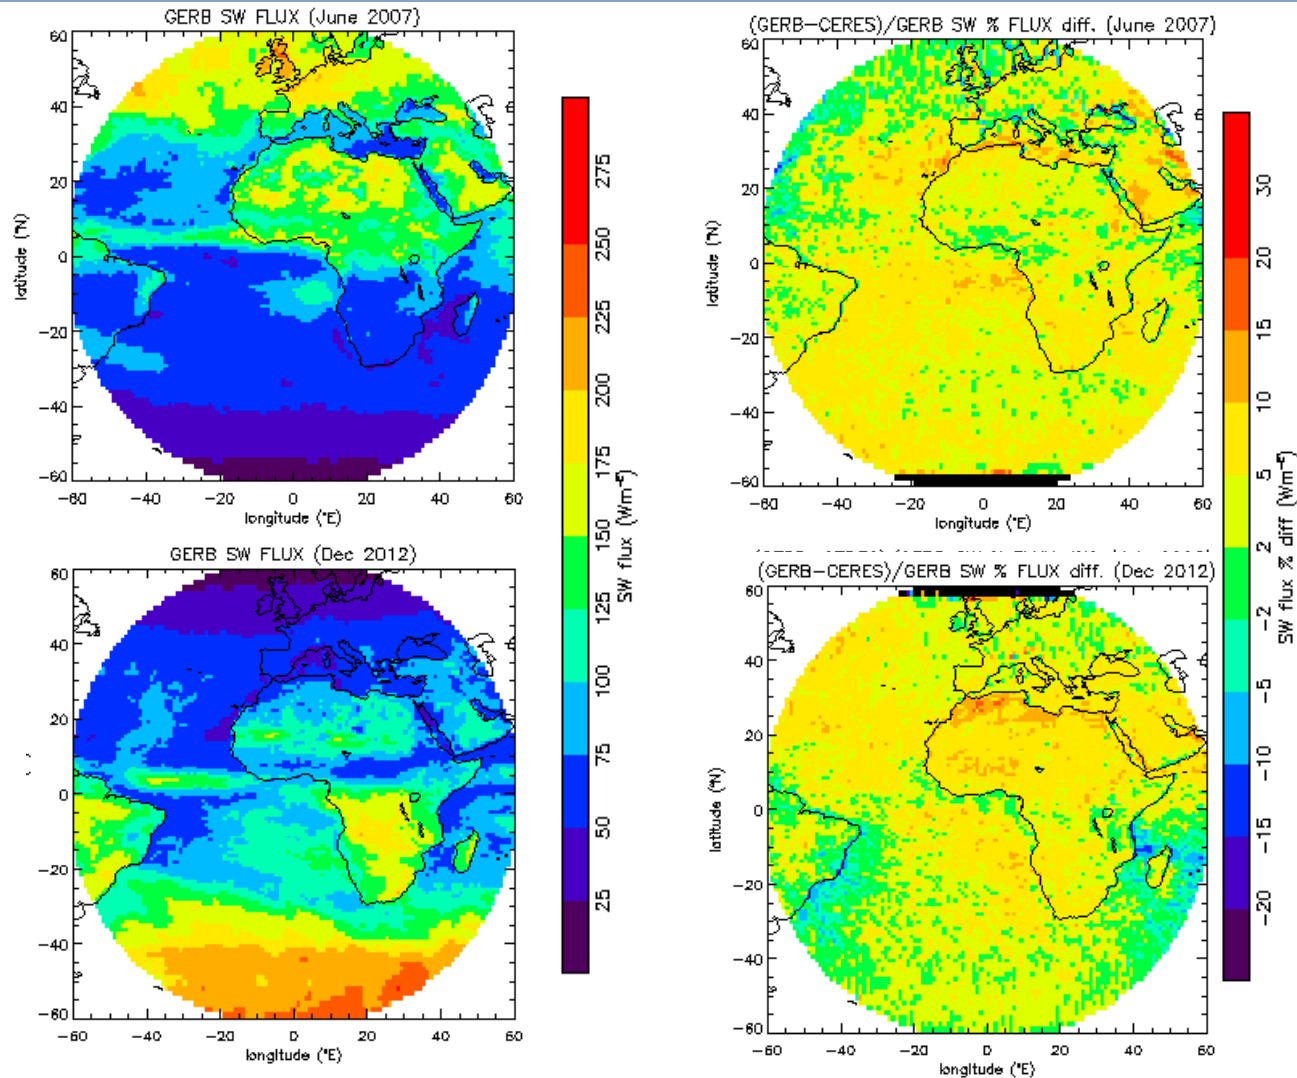 GERB SW FLUX (June 2007)
60
40
20
0
−20
−40
−60
latitude (°N)
−60 −40 −20 0 20 40 60
longitude (°E)
(GERB−CERES)/GERB SW % FLUX diff. (June 2007)
60
40
20
0
−20
−40
−60
latitude (°N)
−60 −40 −20 0 20 40 60
longitude (°E)
275
250
225
200
175
150
125
100
75
50
25
SW flux (Wm⁻²)
30
20
15
10
5
2
−2
−5
−10
−15
−20
SW flux % diff (Wm⁻²)
GERB SW FLUX (Dec 2012)
60
40
20
0
−20
−40
−60
latitude (°N)
−60 −40 −20 0 20 40 60
longitude (°E)
(GERB−CERES)/GERB SW % FLUX diff. (Dec 2012)
60
40
20
0
−20
−40
−60
latitude (°N)
−60 −40 −20 0 20 40 60
longitude (°E)